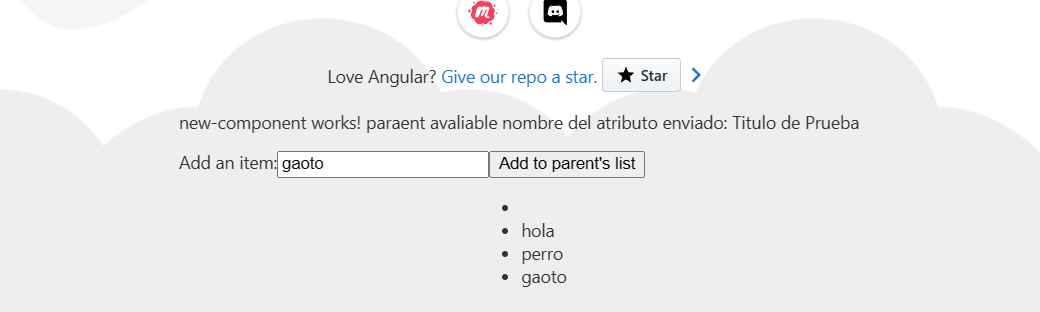 Love Angular? Give our repo a star. Star
new-component works! paraent avaliable nombre del atributo enviado: Titulo de Prueba
Add an item: gaoto Add to parent's list
hola
perro
gaoto